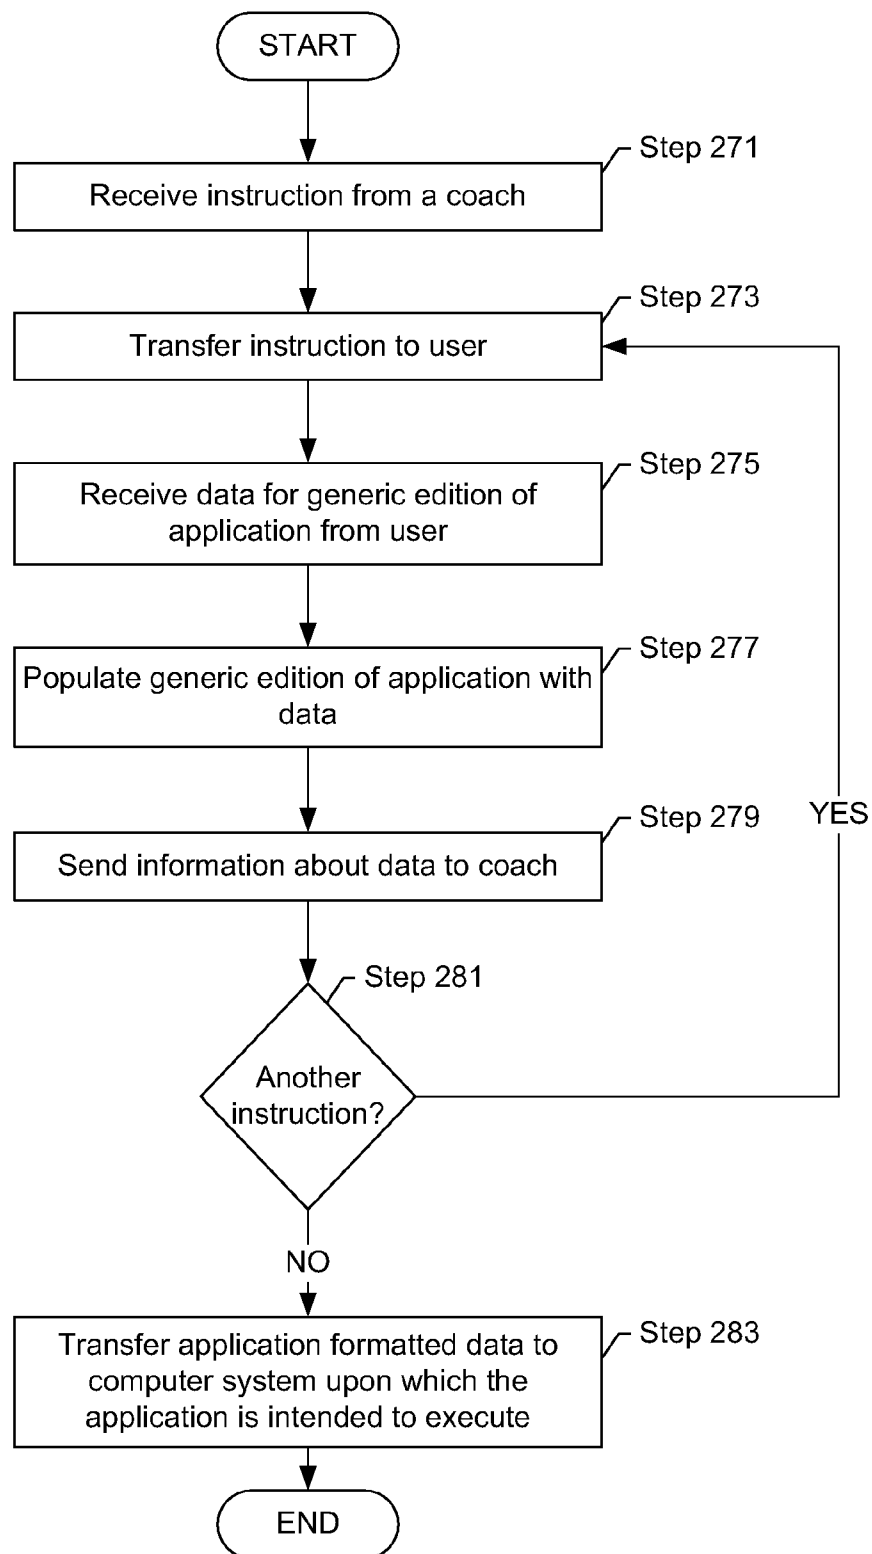 START
Step 271
Receive instruction from a coach
Step 273
Transfer instruction to user
Step 275
Receive data for generic edition of
application from user
Step 277
Populate generic edition of application with
data
Step 279
YES
Send information about data to coach
Step 281
Another
instruction?
NO
Step 283
Transfer application formatted data to
computer system upon which the
application is intended to execute
END